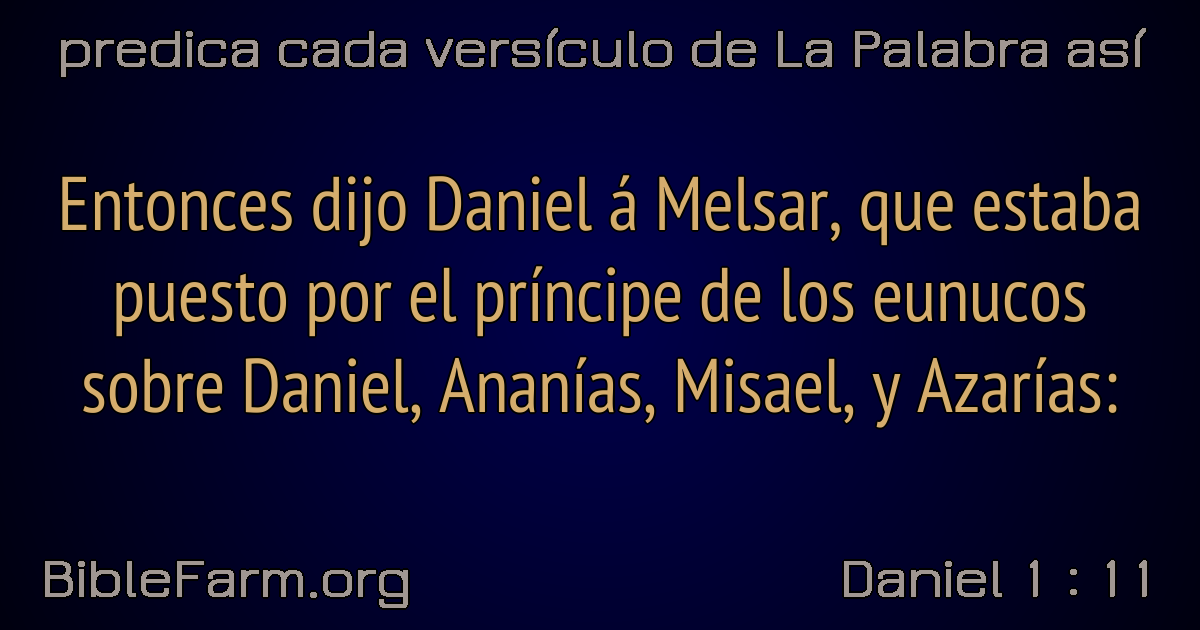 predica cada versículo de La Palabra así
Entonces dijo Daniel á Melsar, que estaba
puesto por el príncipe de los eunucos
sobre Daniel, Ananías, Misael, y Azarías:
BibleFarm.org
Daniel 1 : 11